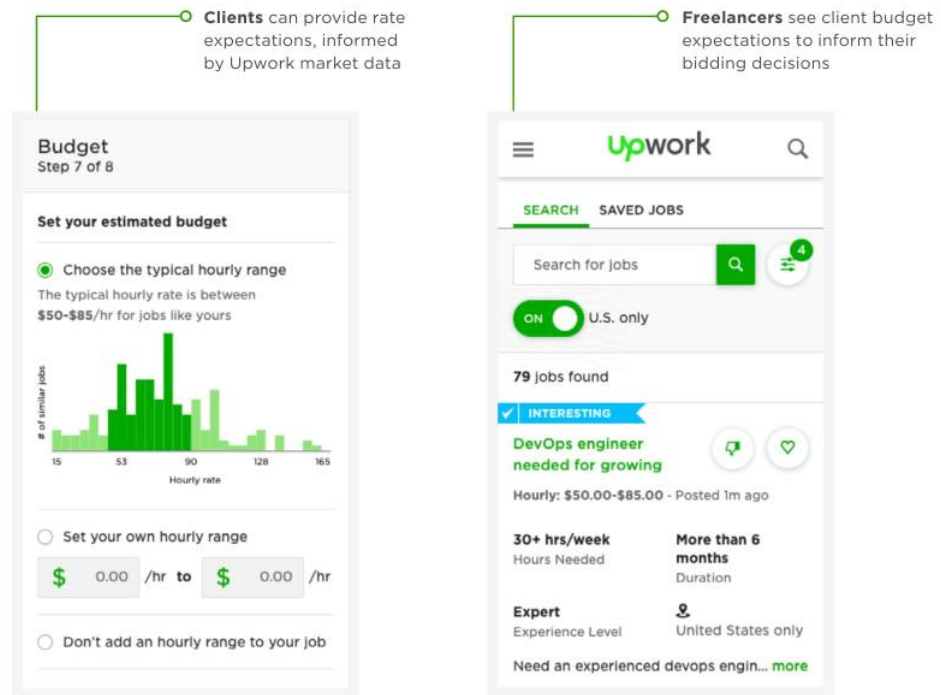 Clients can provide rate
expectations, informed
by Upwork market data
Freelancers see client budget
expectations to inform their
bidding decisions
Budget
Step 7 of 8
Set your estimated budget
Choose the typical hourly range
The typical hourly rate is between
$50-$85/hr for jobs like yours
# of similar jobs
15 53 90 128 165
Hourly rate
Set your own hourly range
$ 0.00 /hr to $ 0.00 /hr
Don't add an hourly range to your job
Upwork
SEARCH SAVED JOBS
Search for jobs
4
ON U.S. only
79 jobs found
INTERESTING
DevOps engineer
needed for growing
Hourly: $50.00-$85.00 - Posted 1m ago
30+ hrs/week
Hours Needed
More than 6
months
Duration
Expert
Experience Level
United States only
Need an experienced devops engin... more